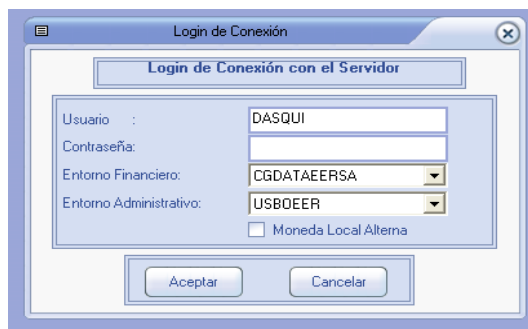 Login de Conexión
Login de Conexión con el Servidor
Usuario : DASQUI
Contraseña:
Entorno Financiero: CGDATAEERSA
Entorno Administrativo: USBOEER
Moneda Local Alterna
Aceptar Cancelar